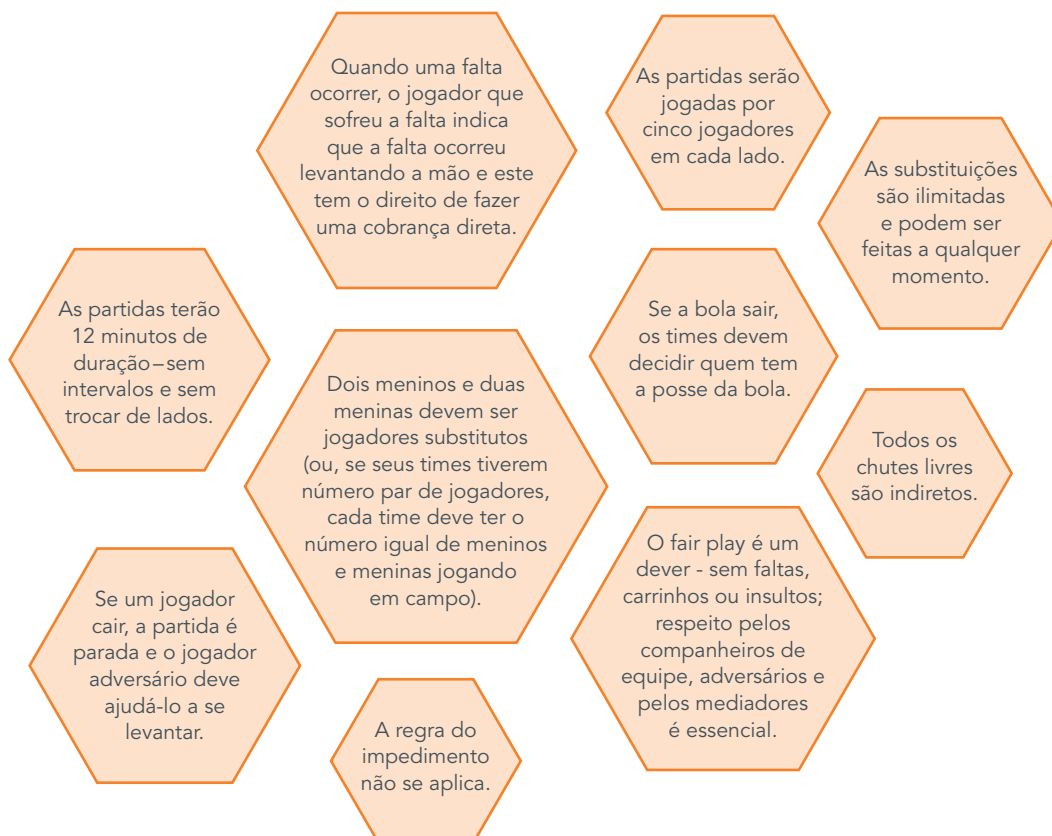 Quando uma falta
ocorrer, o jogador que
sofreu a falta indica
que a falta ocorreu
levantando a mão e este
tem o direito de fazer
uma cobrança direta.
As partidas serão
jogadas por
cinco jogadores
em cada lado.
As substituições
são ilimitadas
e podem ser
feitas a qualquer
momento.
As partidas terão
12 minutos de
duração–sem
intervalos e sem
trocar de lados.
Se a bola sair,
os times devem
decidir quem tem
a posse da bola.
Dois meninos e duas
meninas devem ser
jogadores substitutos
(ou, se seus times tiverem
número par de jogadores,
cada time deve ter o
número igual de meninos
e meninas jogando
em campo).
Todos os
chutes livres
são indiretos.
O fair play é um
dever - sem faltas,
carrinhos ou insultos;
respeito pelos
companheiros de
equipe, adversários e
pelos mediadores
é essencial.
Se um jogador
cair, a partida é
parada e o jogador
adversário deve
ajudá-lo a se
levantar.
A regra do
impedimento
não se aplica.